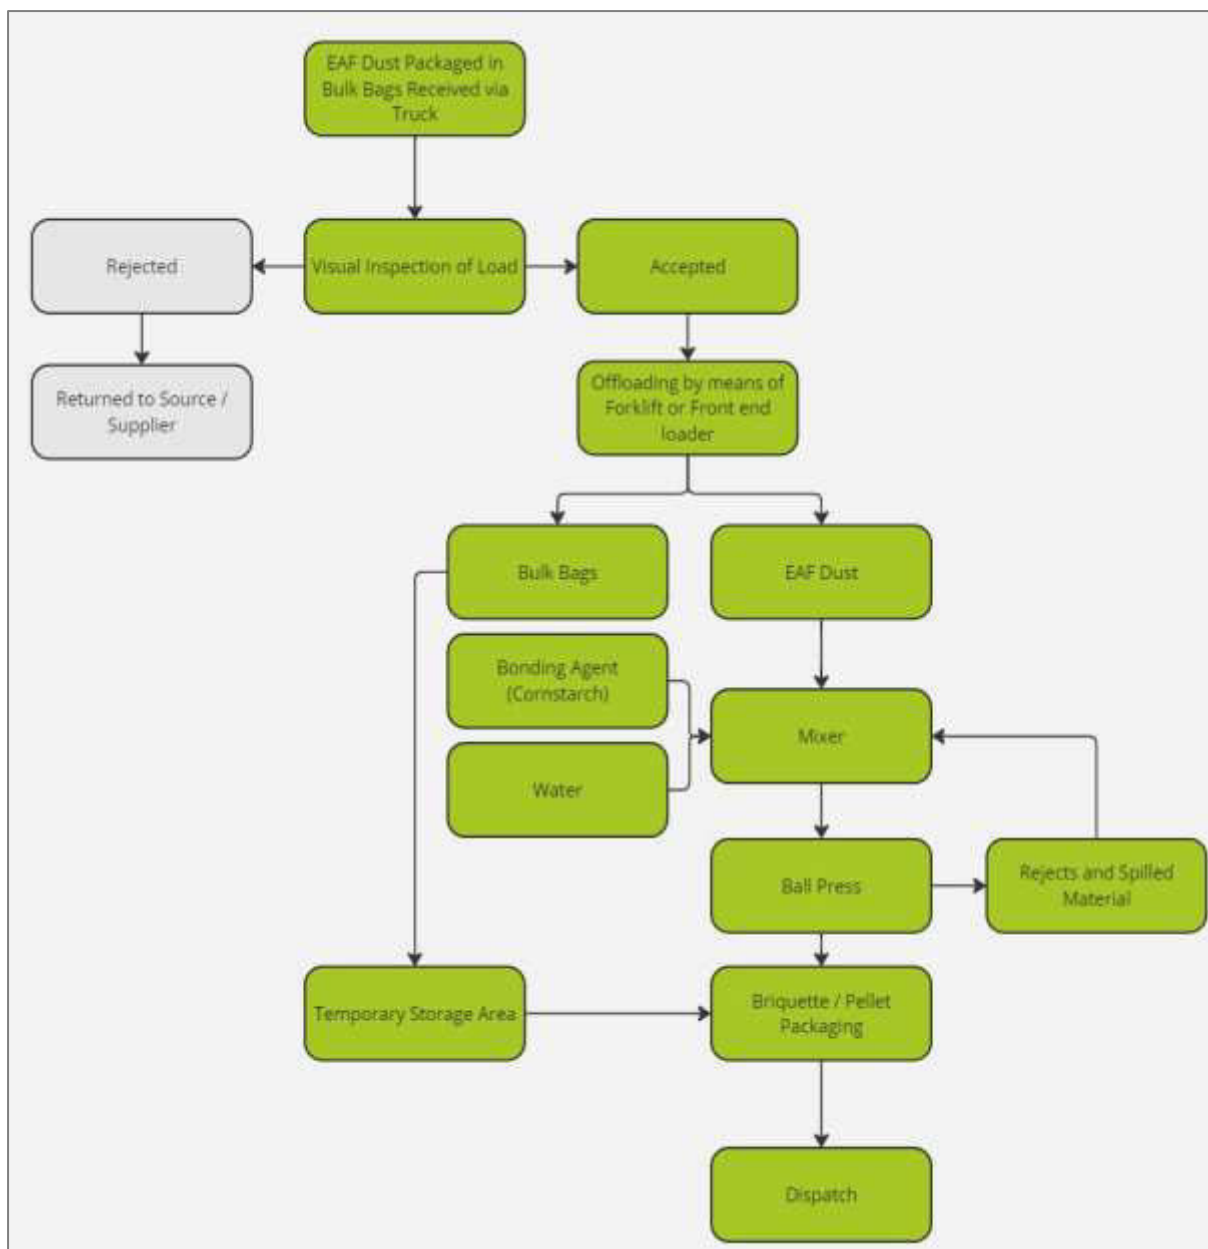 EAF Dust Packaged in
Bulk Bags Received via
Truck
Rejected
Visual Inspection of Load
Accepted
Returned to Source /
Supplier
Offloading by means of
Forklift or Front end
loader
Bulk Bags
EAF Dust
Bonding Agent
(Cornstarch)
Mixer
Water
Ball Press
Rejects and Spilled
Material
Temporary Storage Area
Briquette / Pellet
Packaging
Dispatch